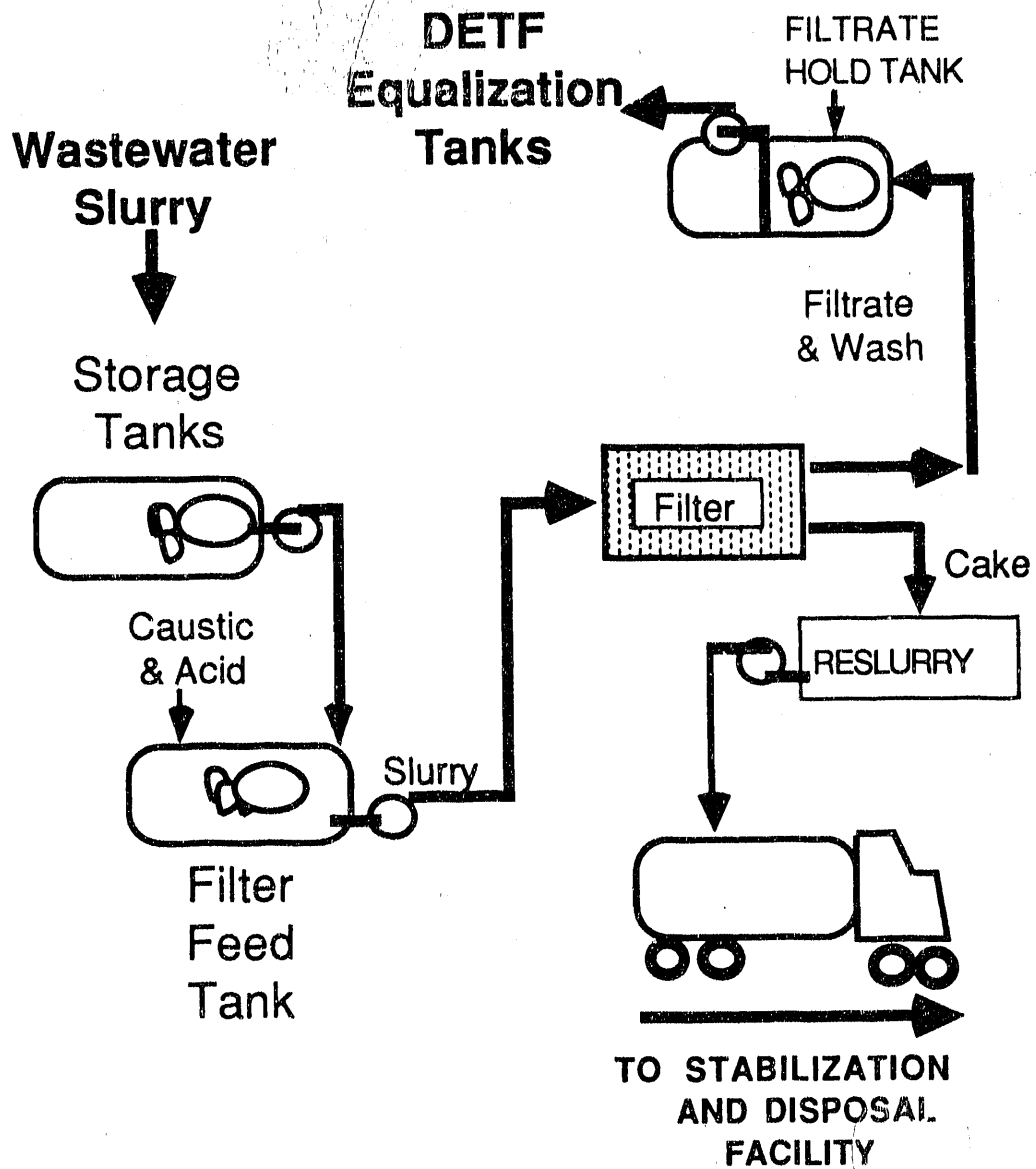 DETF
Equalization
Tanks
FILTRATE
HOLD TANK
Wastewater
Slurry
Filtrate
& Wash
Storage
Tanks
Filter
Cake
Caustic
& Acid
RESLURRY
Slurry
Filter
Feed
Tank
TO STABILIZATION
AND DISPOSAL
FACILITY